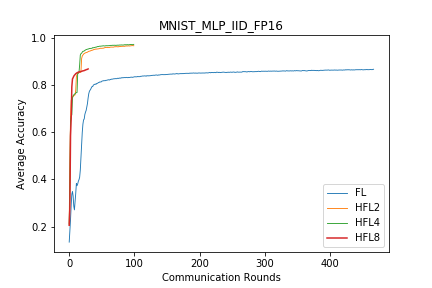 MNIST_MLP_IID_FP16
1.0
0.8
0.6
0.4
0.2
Average Accuracy
0
100
200
300
400
Communication Rounds
FL
HFL2
HFL4
HFL8